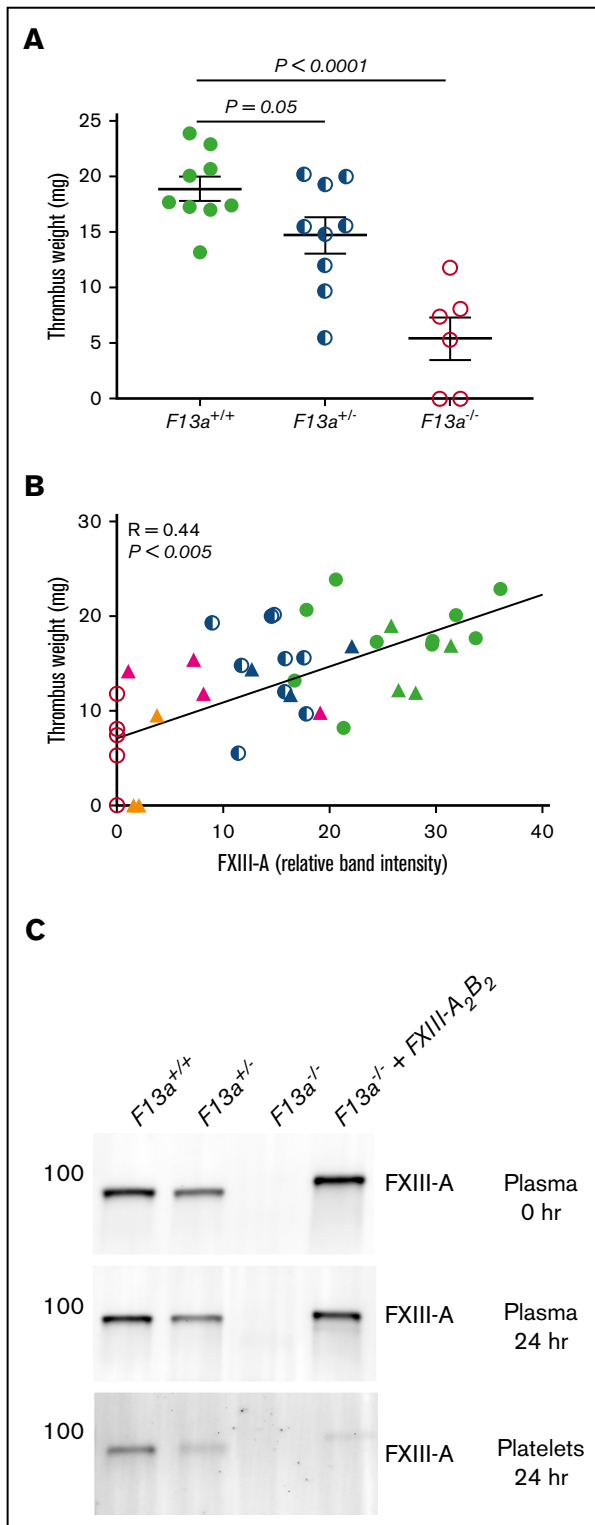 A
P < 0.0001
P = 0.05
25
20
15
10
5
0
Thrombus weight (mg)
F13a+/+
F13a+/-
F13a-/-
B
R = 0.44
P < 0.005
30
20
10
0
Thrombus weight (mg)
0
10
20
30
40
FXIII-A (relative band intensity)
C
F13a+/+
F13a+/-
F13a-/-
F13a-/- + FXIII-A2B2
100
FXIII-A
Plasma
0 hr
100
FXIII-A
Plasma
24 hr
100
FXIII-A
Platelets
24 hr